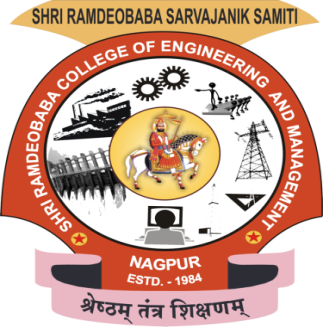 SHRI RAMDEOBABA SARVAJANIK SAMITI
SHRI RAMDEOBABA COLLEGE OF ENGINEERING AND MANAGEMENT
NAGPUR
ESTD. - 1984
श्रेष्ठम् तंत्र शिक्षणम्